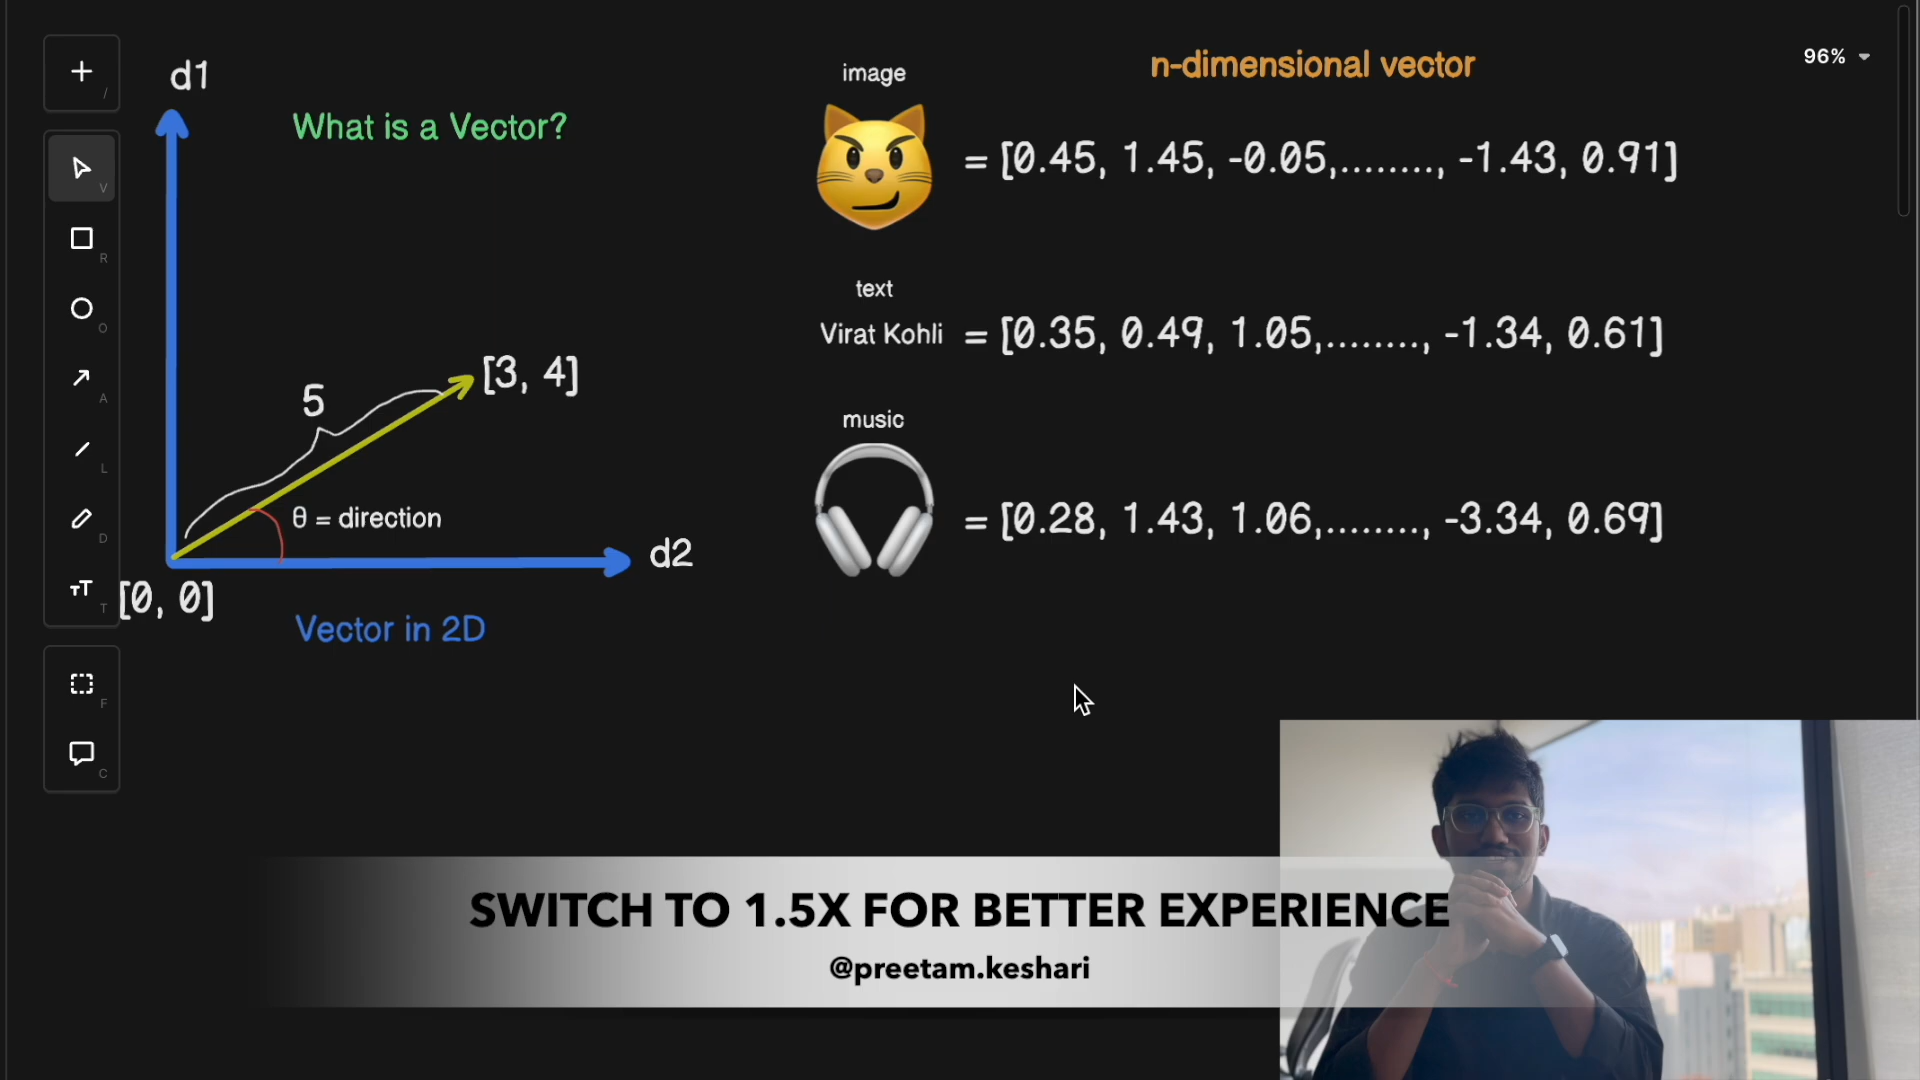 +
/
V
R
O
A
L
D
TT
T
F
C
d1
What is a Vector?
5
[3, 4]
θ = direction
d2
[0, 0]
Vector in 2D
n-dimensional vector
96%
image
= [0.45, 1.45, -0.05,........, -1.43, 0.91]
text
Virat Kohli = [0.35, 0.49, 1.05,........, -1.34, 0.61]
music
= [0.28, 1.43, 1.06,........, -3.34, 0.69]
SWITCH TO 1.5X FOR BETTER EXPERIENCE
@preetam.keshari